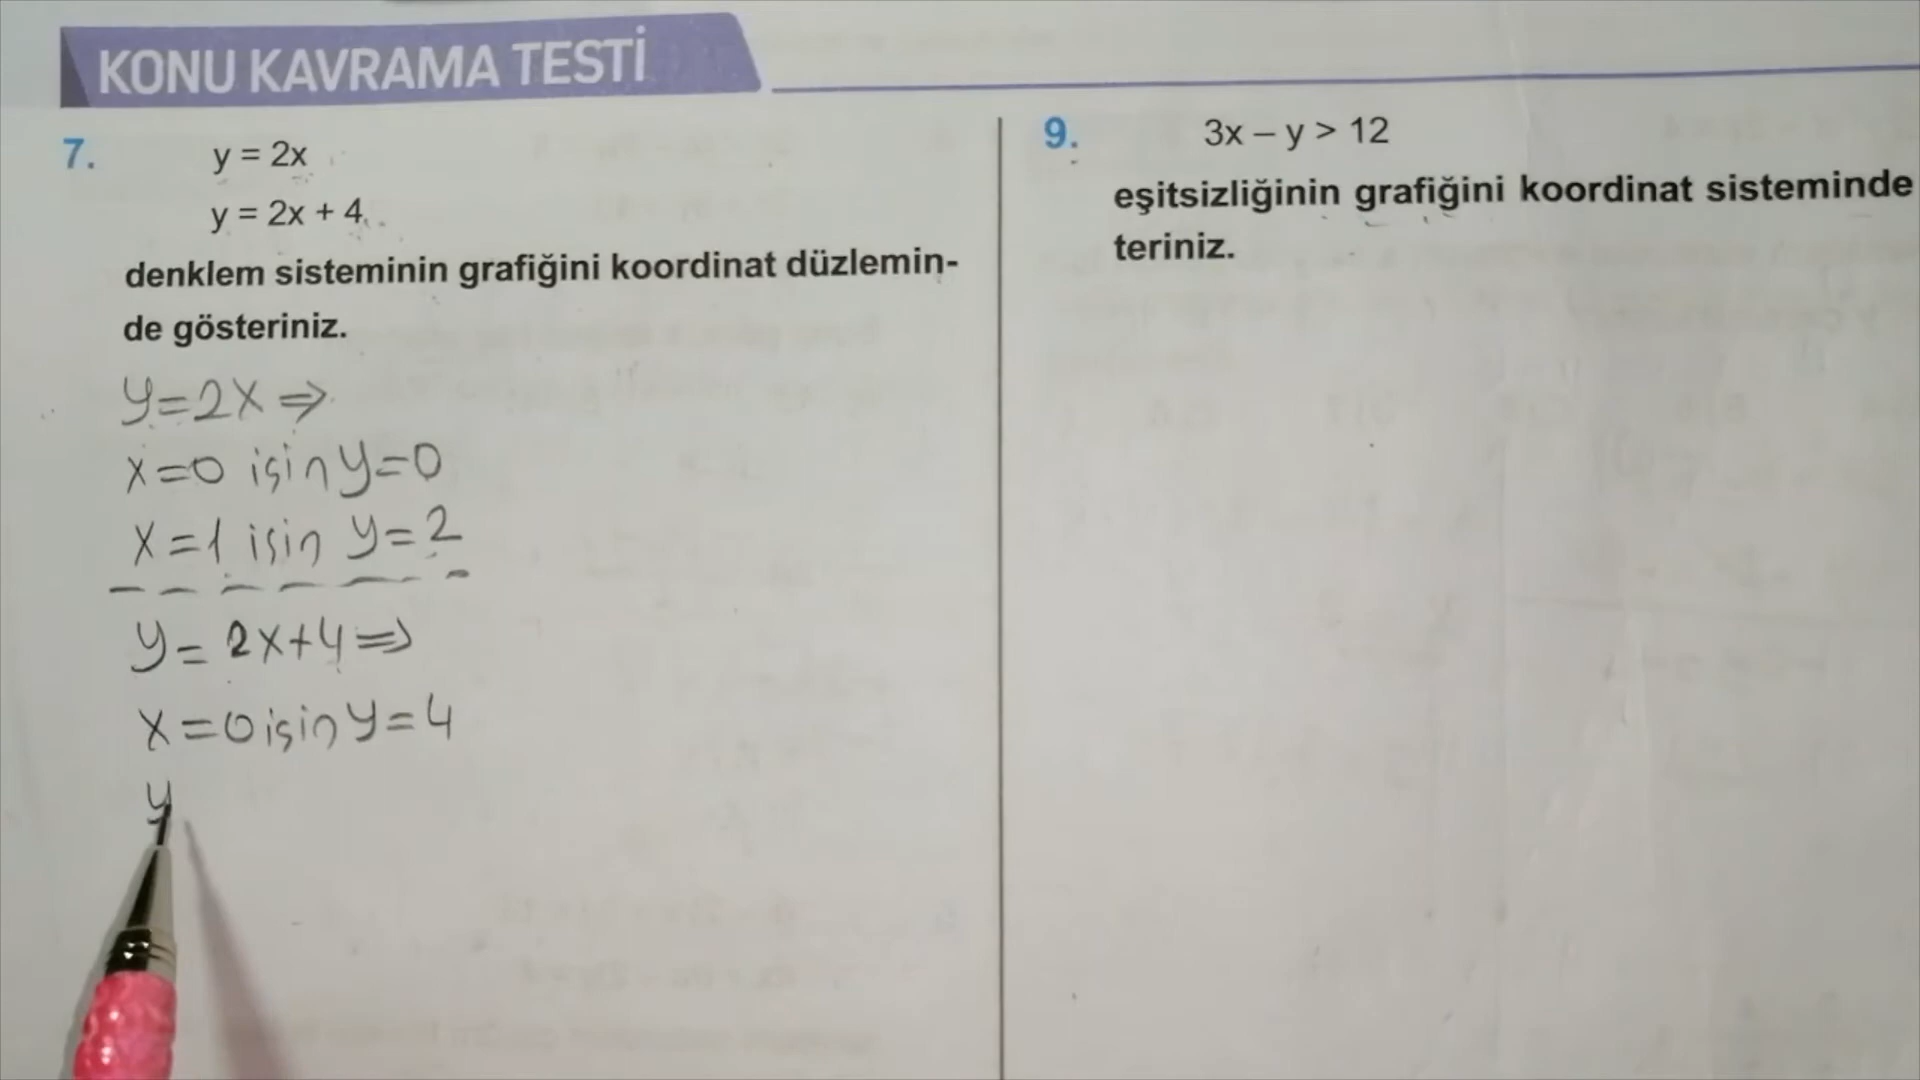 KONU KAVRAMA TESTİ
7.
y = 2x
y = 2x + 4
denklem sisteminin grafiğini koordinat düzlemin-
de gösteriniz.
y=2x ⇒
x=0 için y=0
x=1 için y=2
y=2x+4 ⇒
x=0 için y=4
y
9.
3x – y > 12
eşitsizliğinin grafiğini koordinat sisteminde
teriniz.